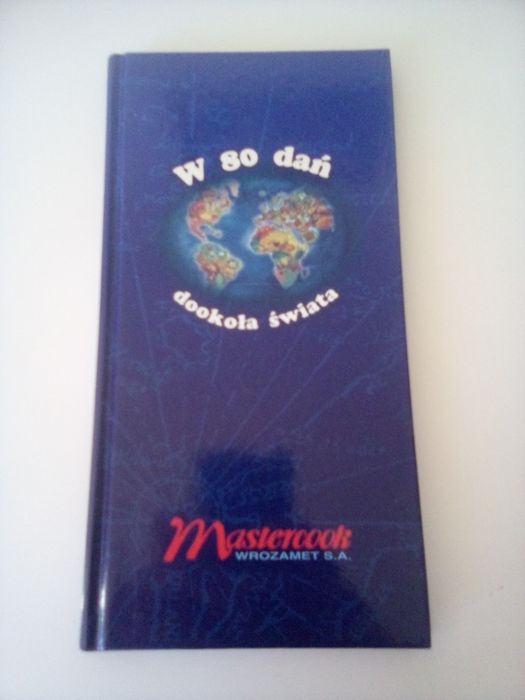 W 80 dań
dookoła świata
Mastercook
WROZAMET S.A.